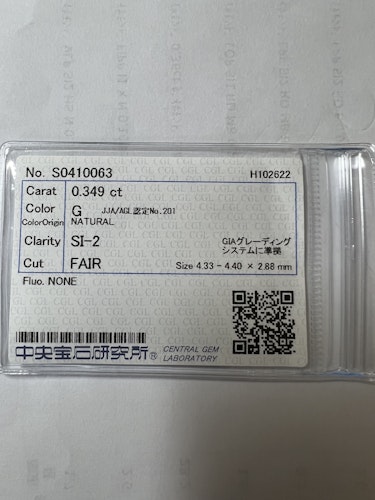 No. S0410063 H102622
Carat 0.349 ct
Color G JJA/AGL認定No.201
ColorOrigin NATURAL
Clarity SI-2 GIAグレーディング
システムに準拠
Cut FAIR Size 4.33 - 4.40 × 2.88 mm
Fluo. NONE
中央宝石研究所® CENTRAL GEM
LABORATORY